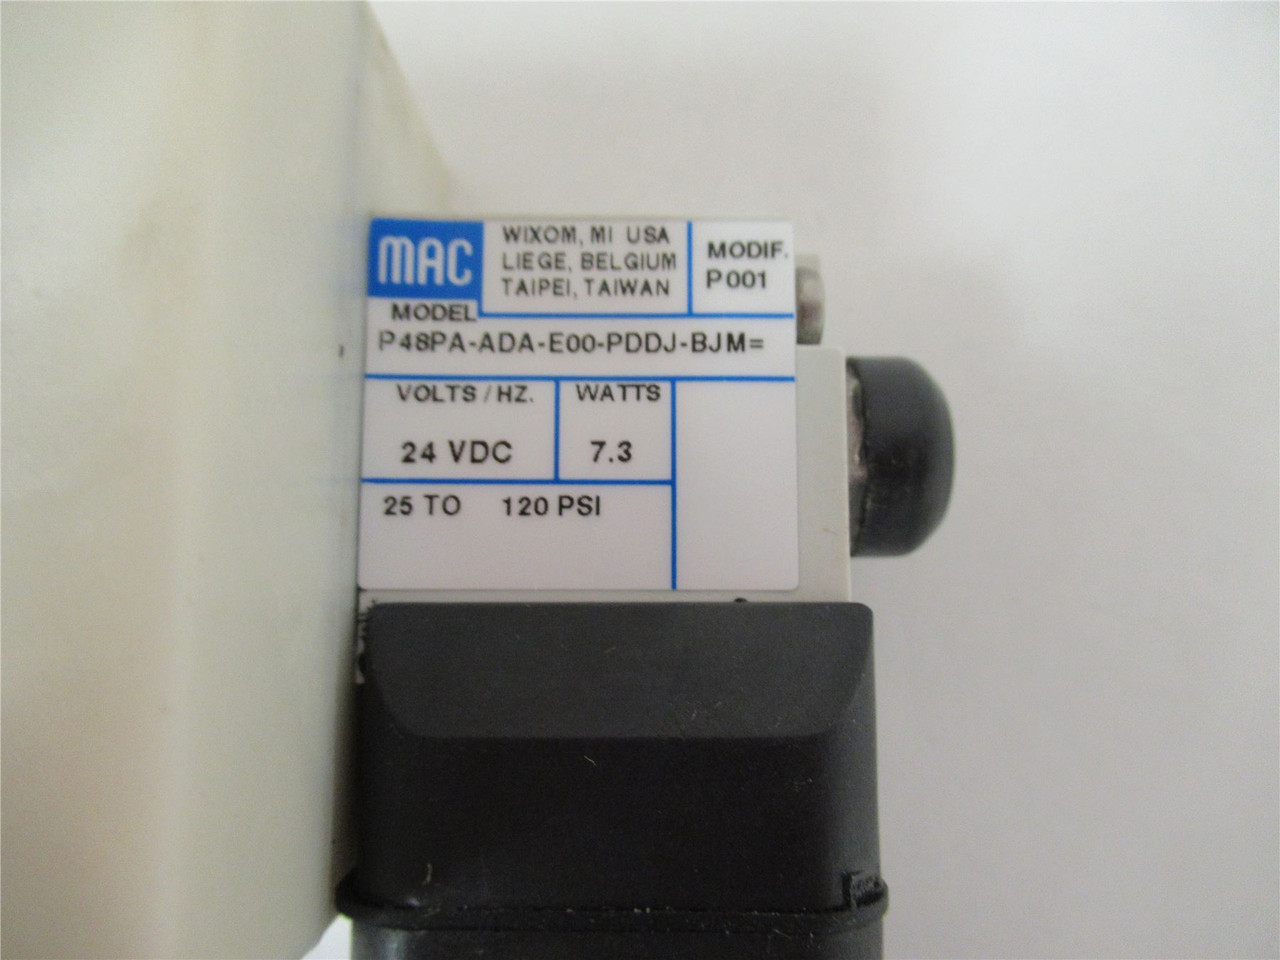 MAC
WIXOM, MI USA
LIEGE, BELGIUM
TAIPEI, TAIWAN
MODIF.
P001
MODEL
P48PA-ADA-E00-PDDJ-BJM=
VOLTS / HZ.
24 VDC
WATTS
7.3
25 TO 120 PSI